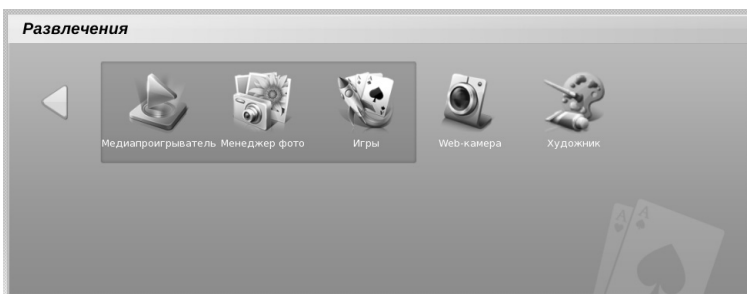 Развлечения
Медиапроигрыватель Менеджер фото Игры Web-камера Художник
A A